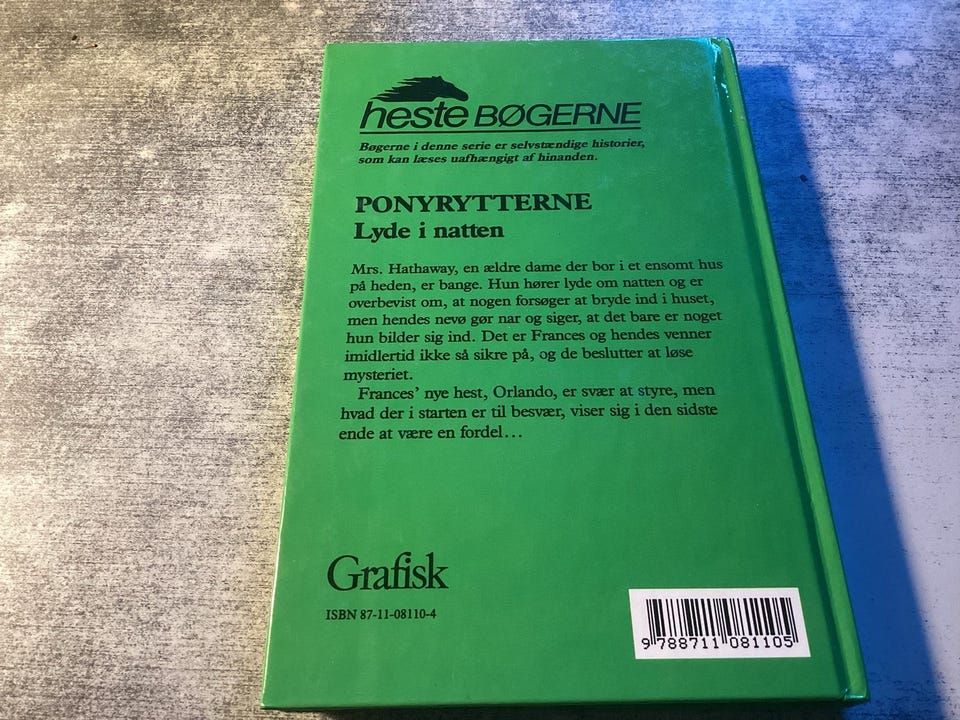 heste BØGERNE
Bøgerne i denne serie er selvstændige historier,
som kan læses uafhængigt af hinanden.
PONYRYTTERNE
Lyde i natten
Mrs. Hathaway, en ældre dame der bor i et ensomt hus
på heden, er bange. Hun hører lyde om natten og er
overbevist om, at nogen forsøger at bryde ind i huset,
men hendes nevø gør nar og siger, at det bare er noget
hun bilder sig ind. Det er Frances og hendes venner
imidlertid ikke så sikre på, og de beslutter at løse
mysteriet.
Frances' nye hest, Orlando, er svær at styre, men
hvad der i starten er til besvær, viser sig i den sidste
ende at være en fordel...
Grafisk
ISBN 87-11-08110-4
9 788711 081105